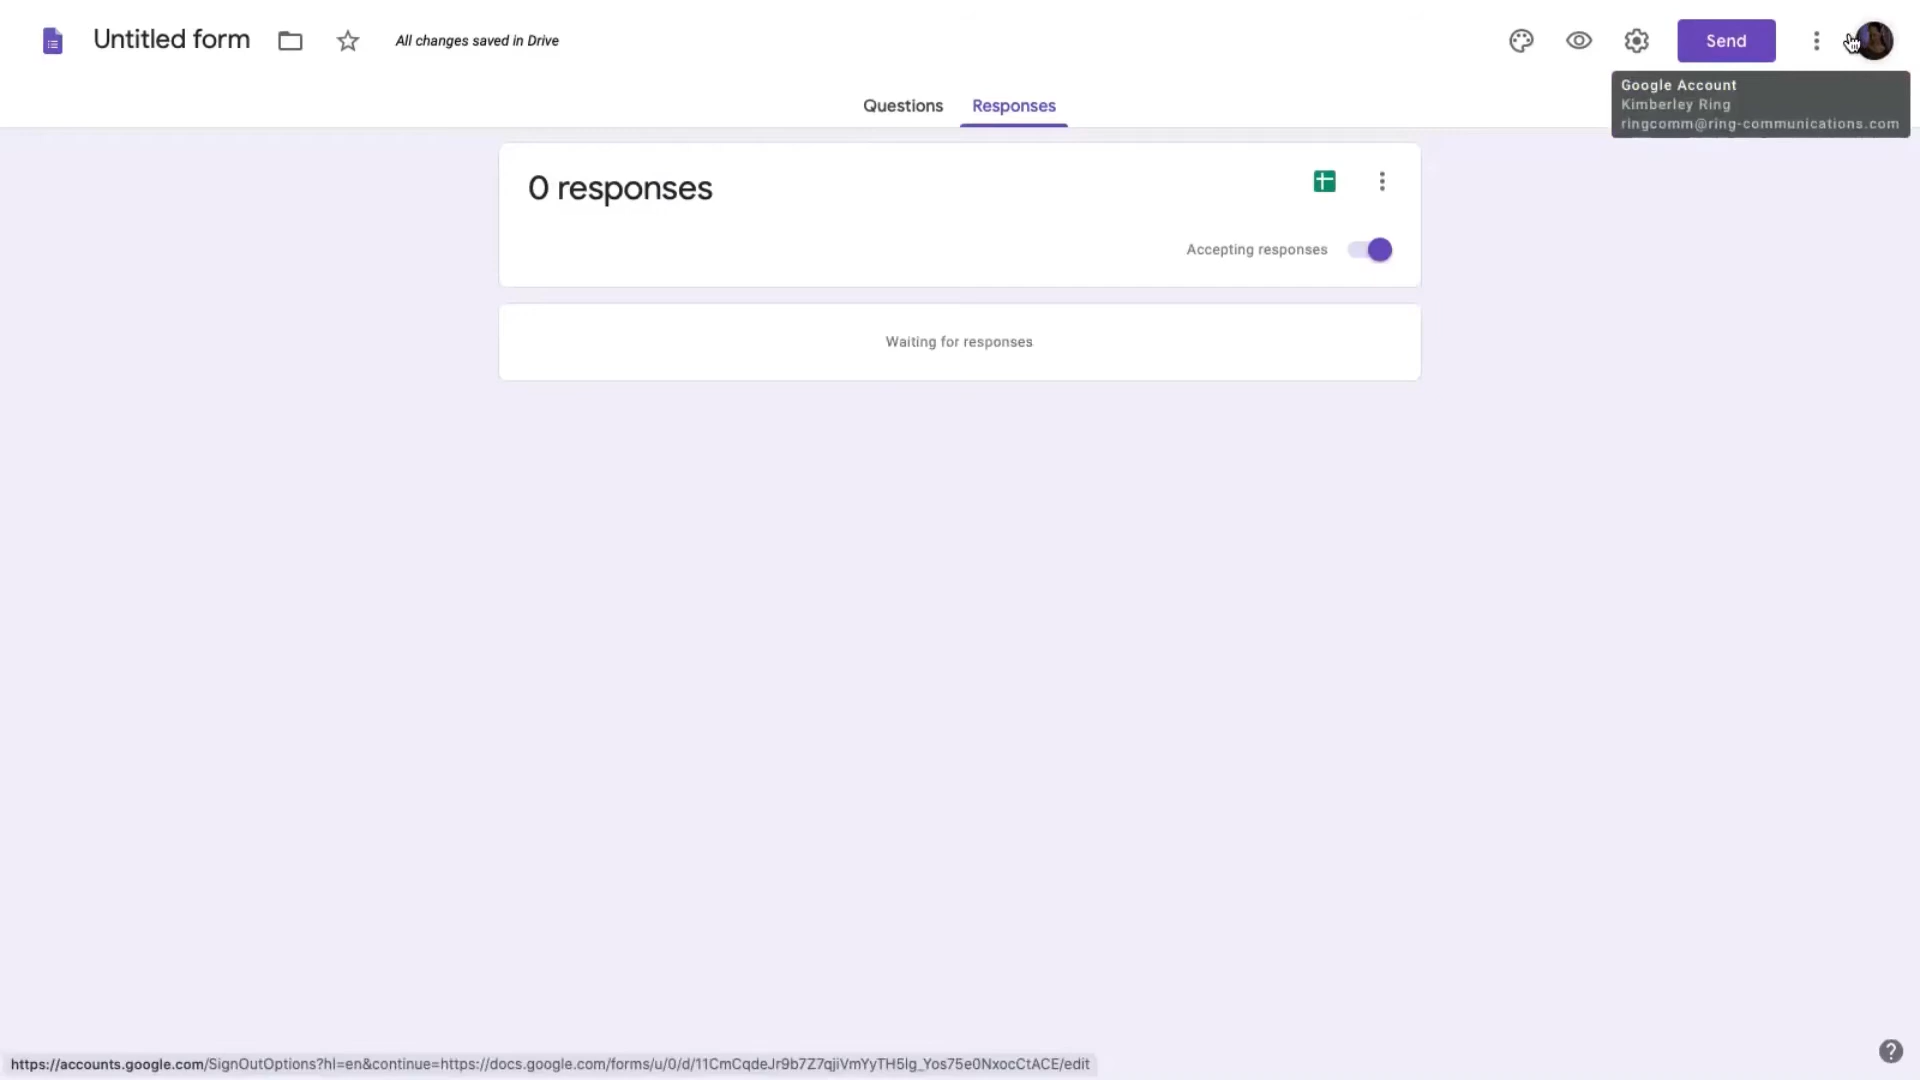 Untitled form
All changes saved in Drive
Send
Google Account
Kimberley Ring
ringcomm@ring-communications.com
Questions
Responses
0 responses
Accepting responses
Waiting for responses
https://accounts.google.com/SignOutOptions?hl=en&continue=https://docs.google.com/forms/u/0/d/11CmCqdeJr9b7Z7qjiVmYyTH5lg_Yos75e0NxocCtACE/edit